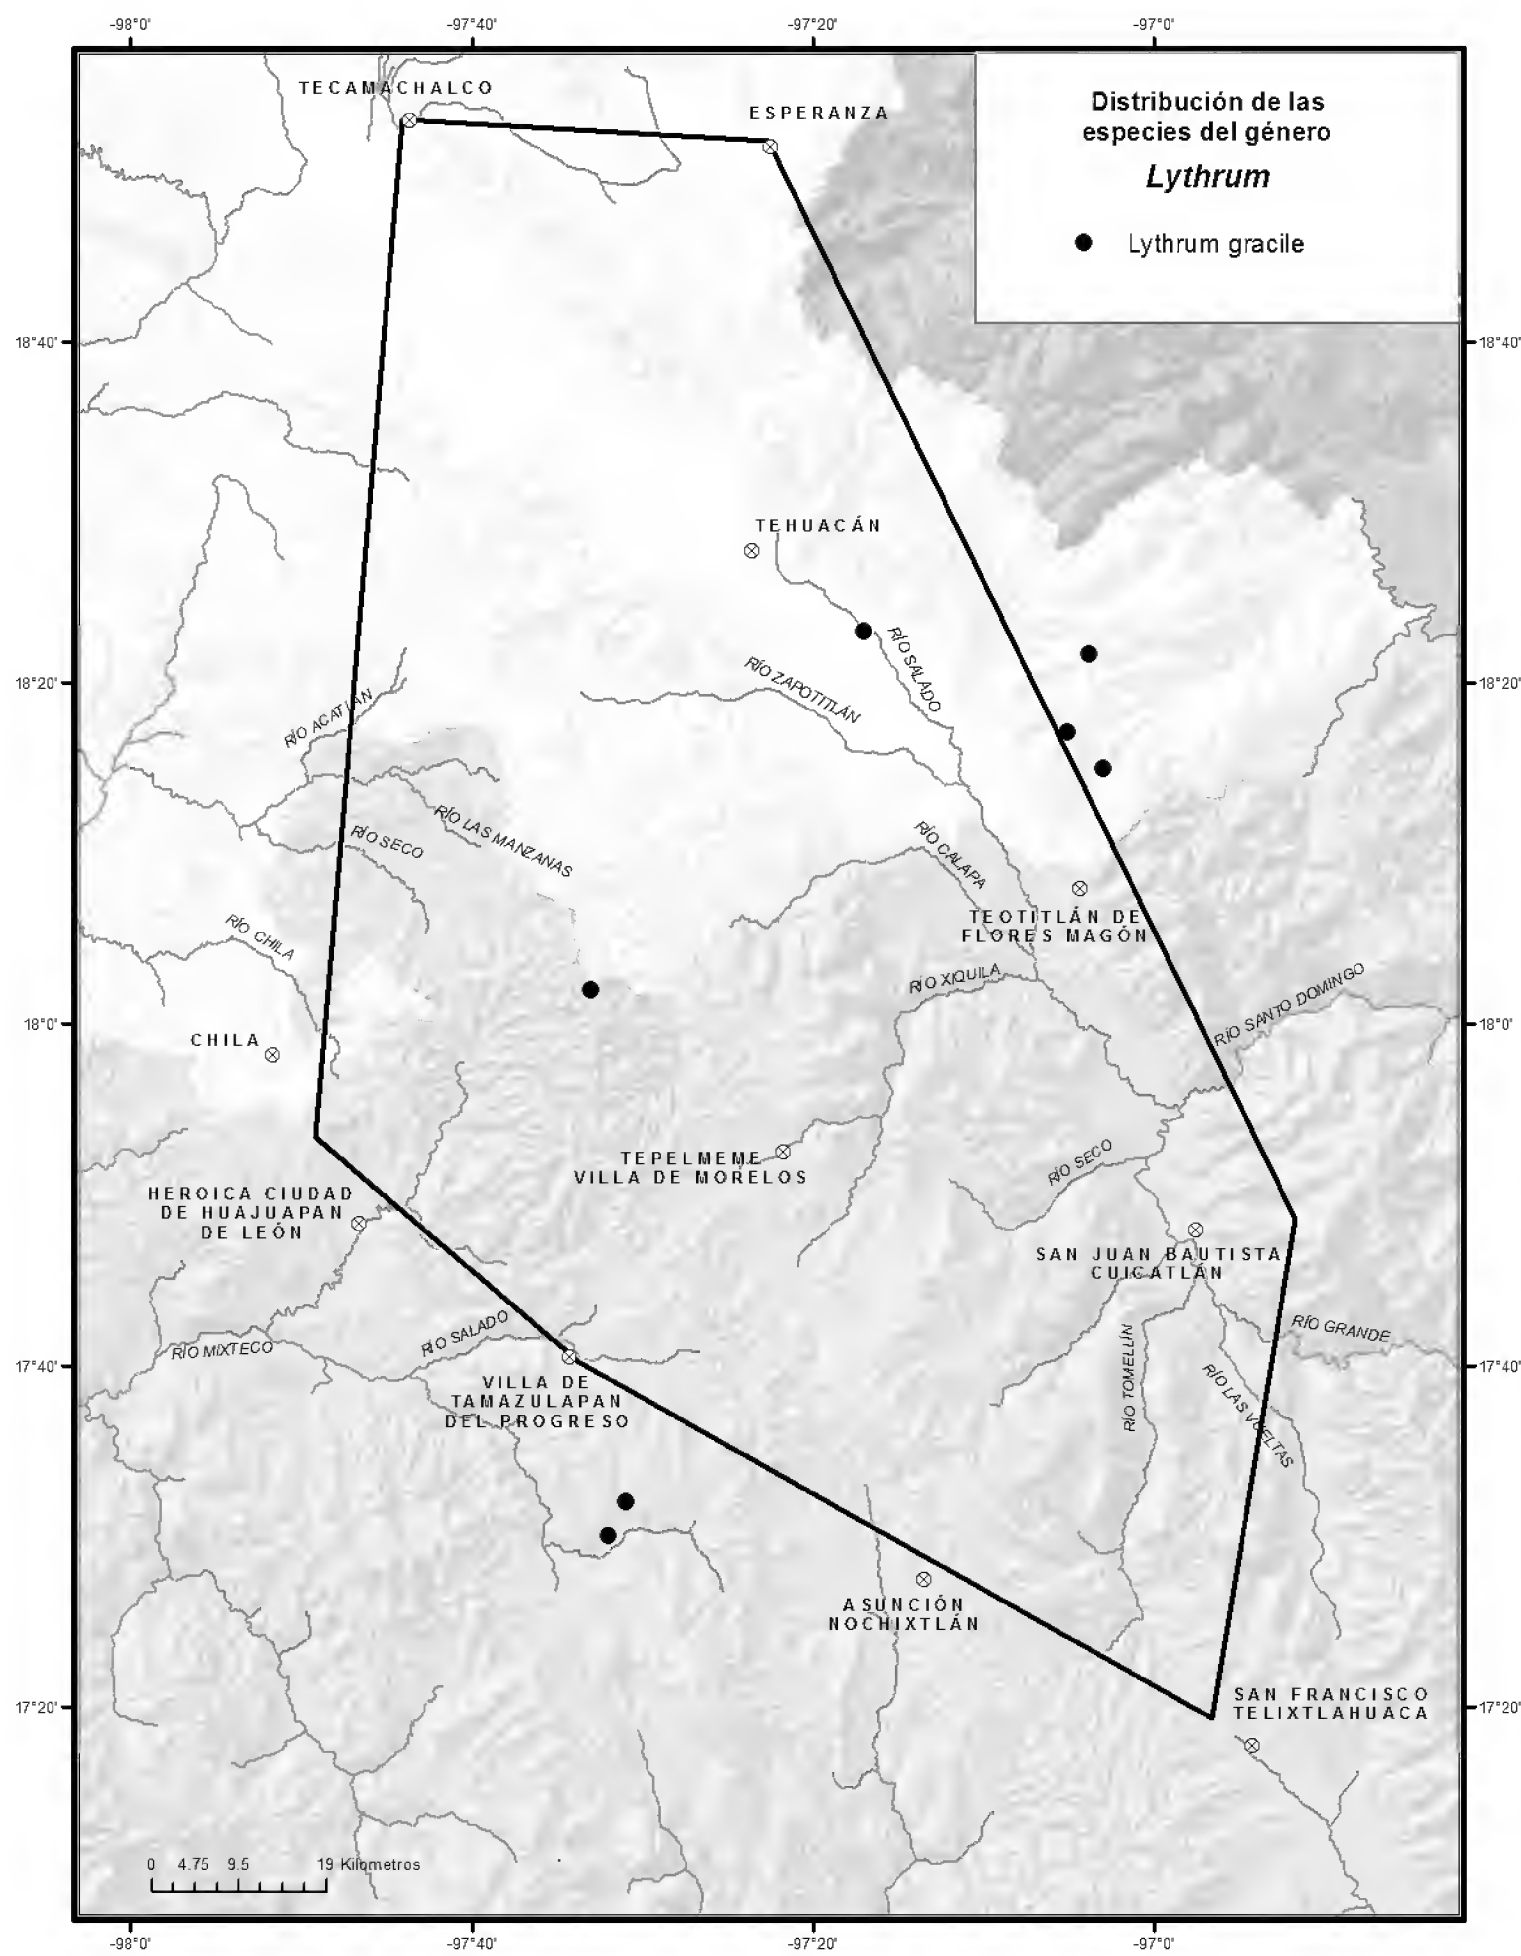 -98°0' -97°40' -97°20' -97°0'
TECAMACHALCO
ESPERANZA
Distribución de las
especies del género
Lythrum
Lythrum gracile
18°40' 18°40'
TEHUACÁN
RÍO SALADO
RÍO ZAPOTITLÁN
18°20' 18°20'
RÍO ACATLÁN
RÍO LAS MANZANAS
RÍO SECO
RÍO CALAPA
TEOTITLÁN DE
FLORES MAGÓN
RÍO CHILA
RÍO XIQUILA
RÍO SANTO DOMINGO
18°0' 18°0'
CHILA
TEPELMEME
VILLA DE MORELOS
RÍO SECO
HEROICA CIUDAD
DE HUAJUAPAN
DE LEÓN
SAN JUAN BAUTISTA
CUICATLÁN
RÍO SALADO
RÍO MIXTECO
RÍO GRANDE
17°40' 17°40'
RÍO TOMELLÍN
RÍO LAS VUELTAS
VILLA DE
TAMAZULAPAN
DEL PROGRESO
ASUNCIÓN
NOCHIXTLÁN
17°20' 17°20'
SAN FRANCISCO
TELIXTLAHUACA
0 4.75 9.5 19 Kilometros
-98°0' -97°40' -97°20' -97°0'